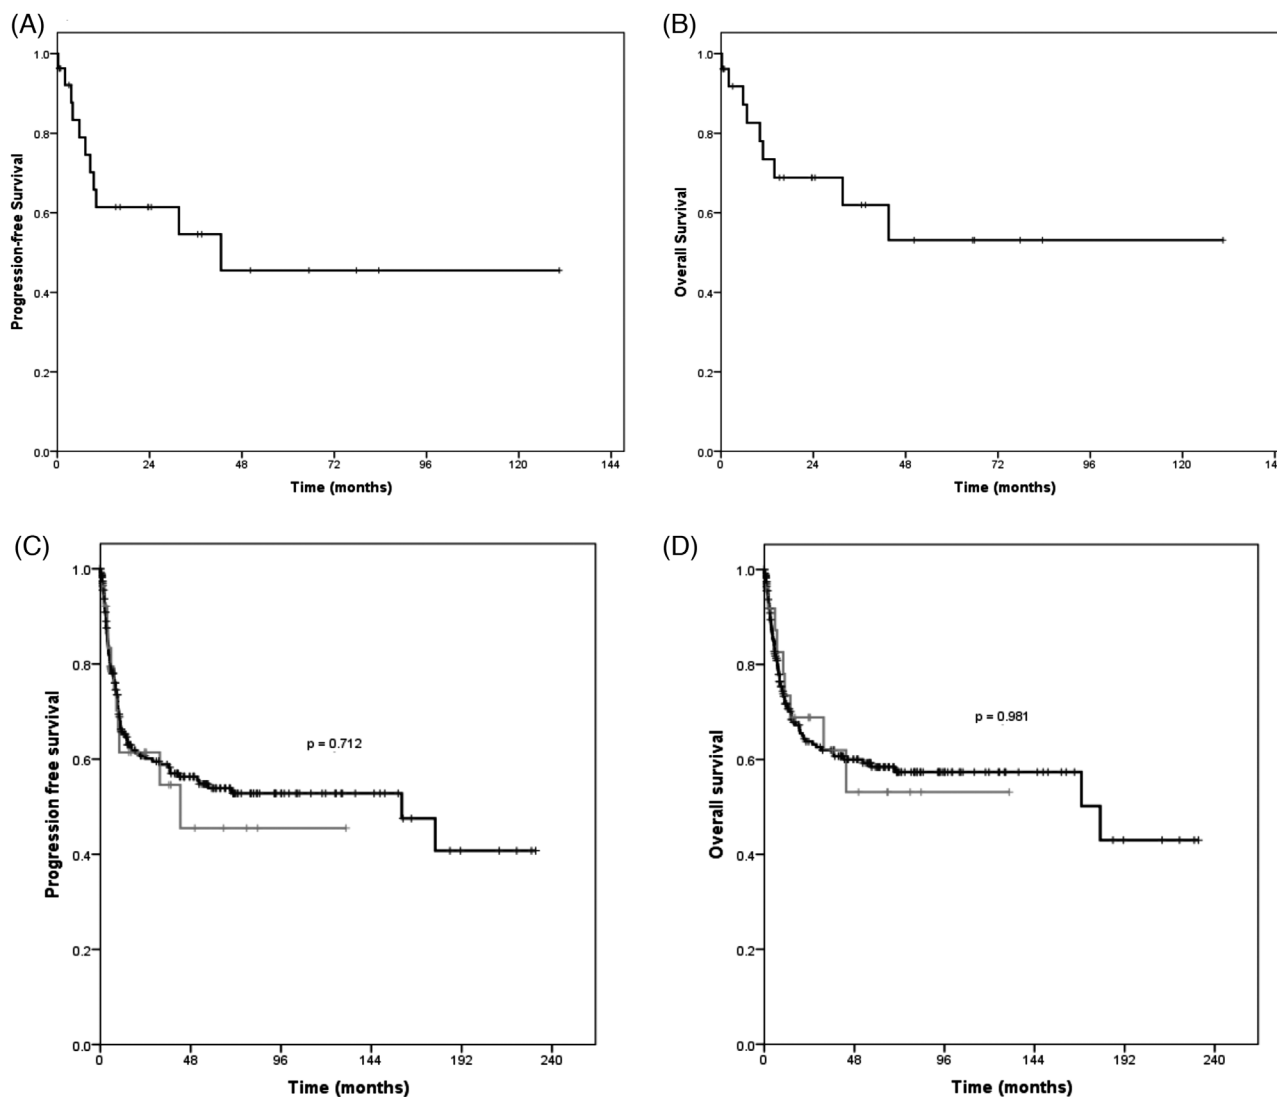 (A)
1.0
0.8
0.6
0.4
0.2
0.0
Progression-free Survival
0 24 48 72 96 120 144
Time (months)
(B)
1.0
0.8
0.6
0.4
0.2
0.0
Overall Survival
0 24 48 72 96 120 14
Time (months)
(C)
1.0
0.8
0.6
0.4
0.2
0.0
Progression free survival
p = 0.712
0 48 96 144 192 240
Time (months)
(D)
1.0
0.8
0.6
0.4
0.2
0.0
Overall survival
p = 0.981
0 48 96 144 192 240
Time (months)